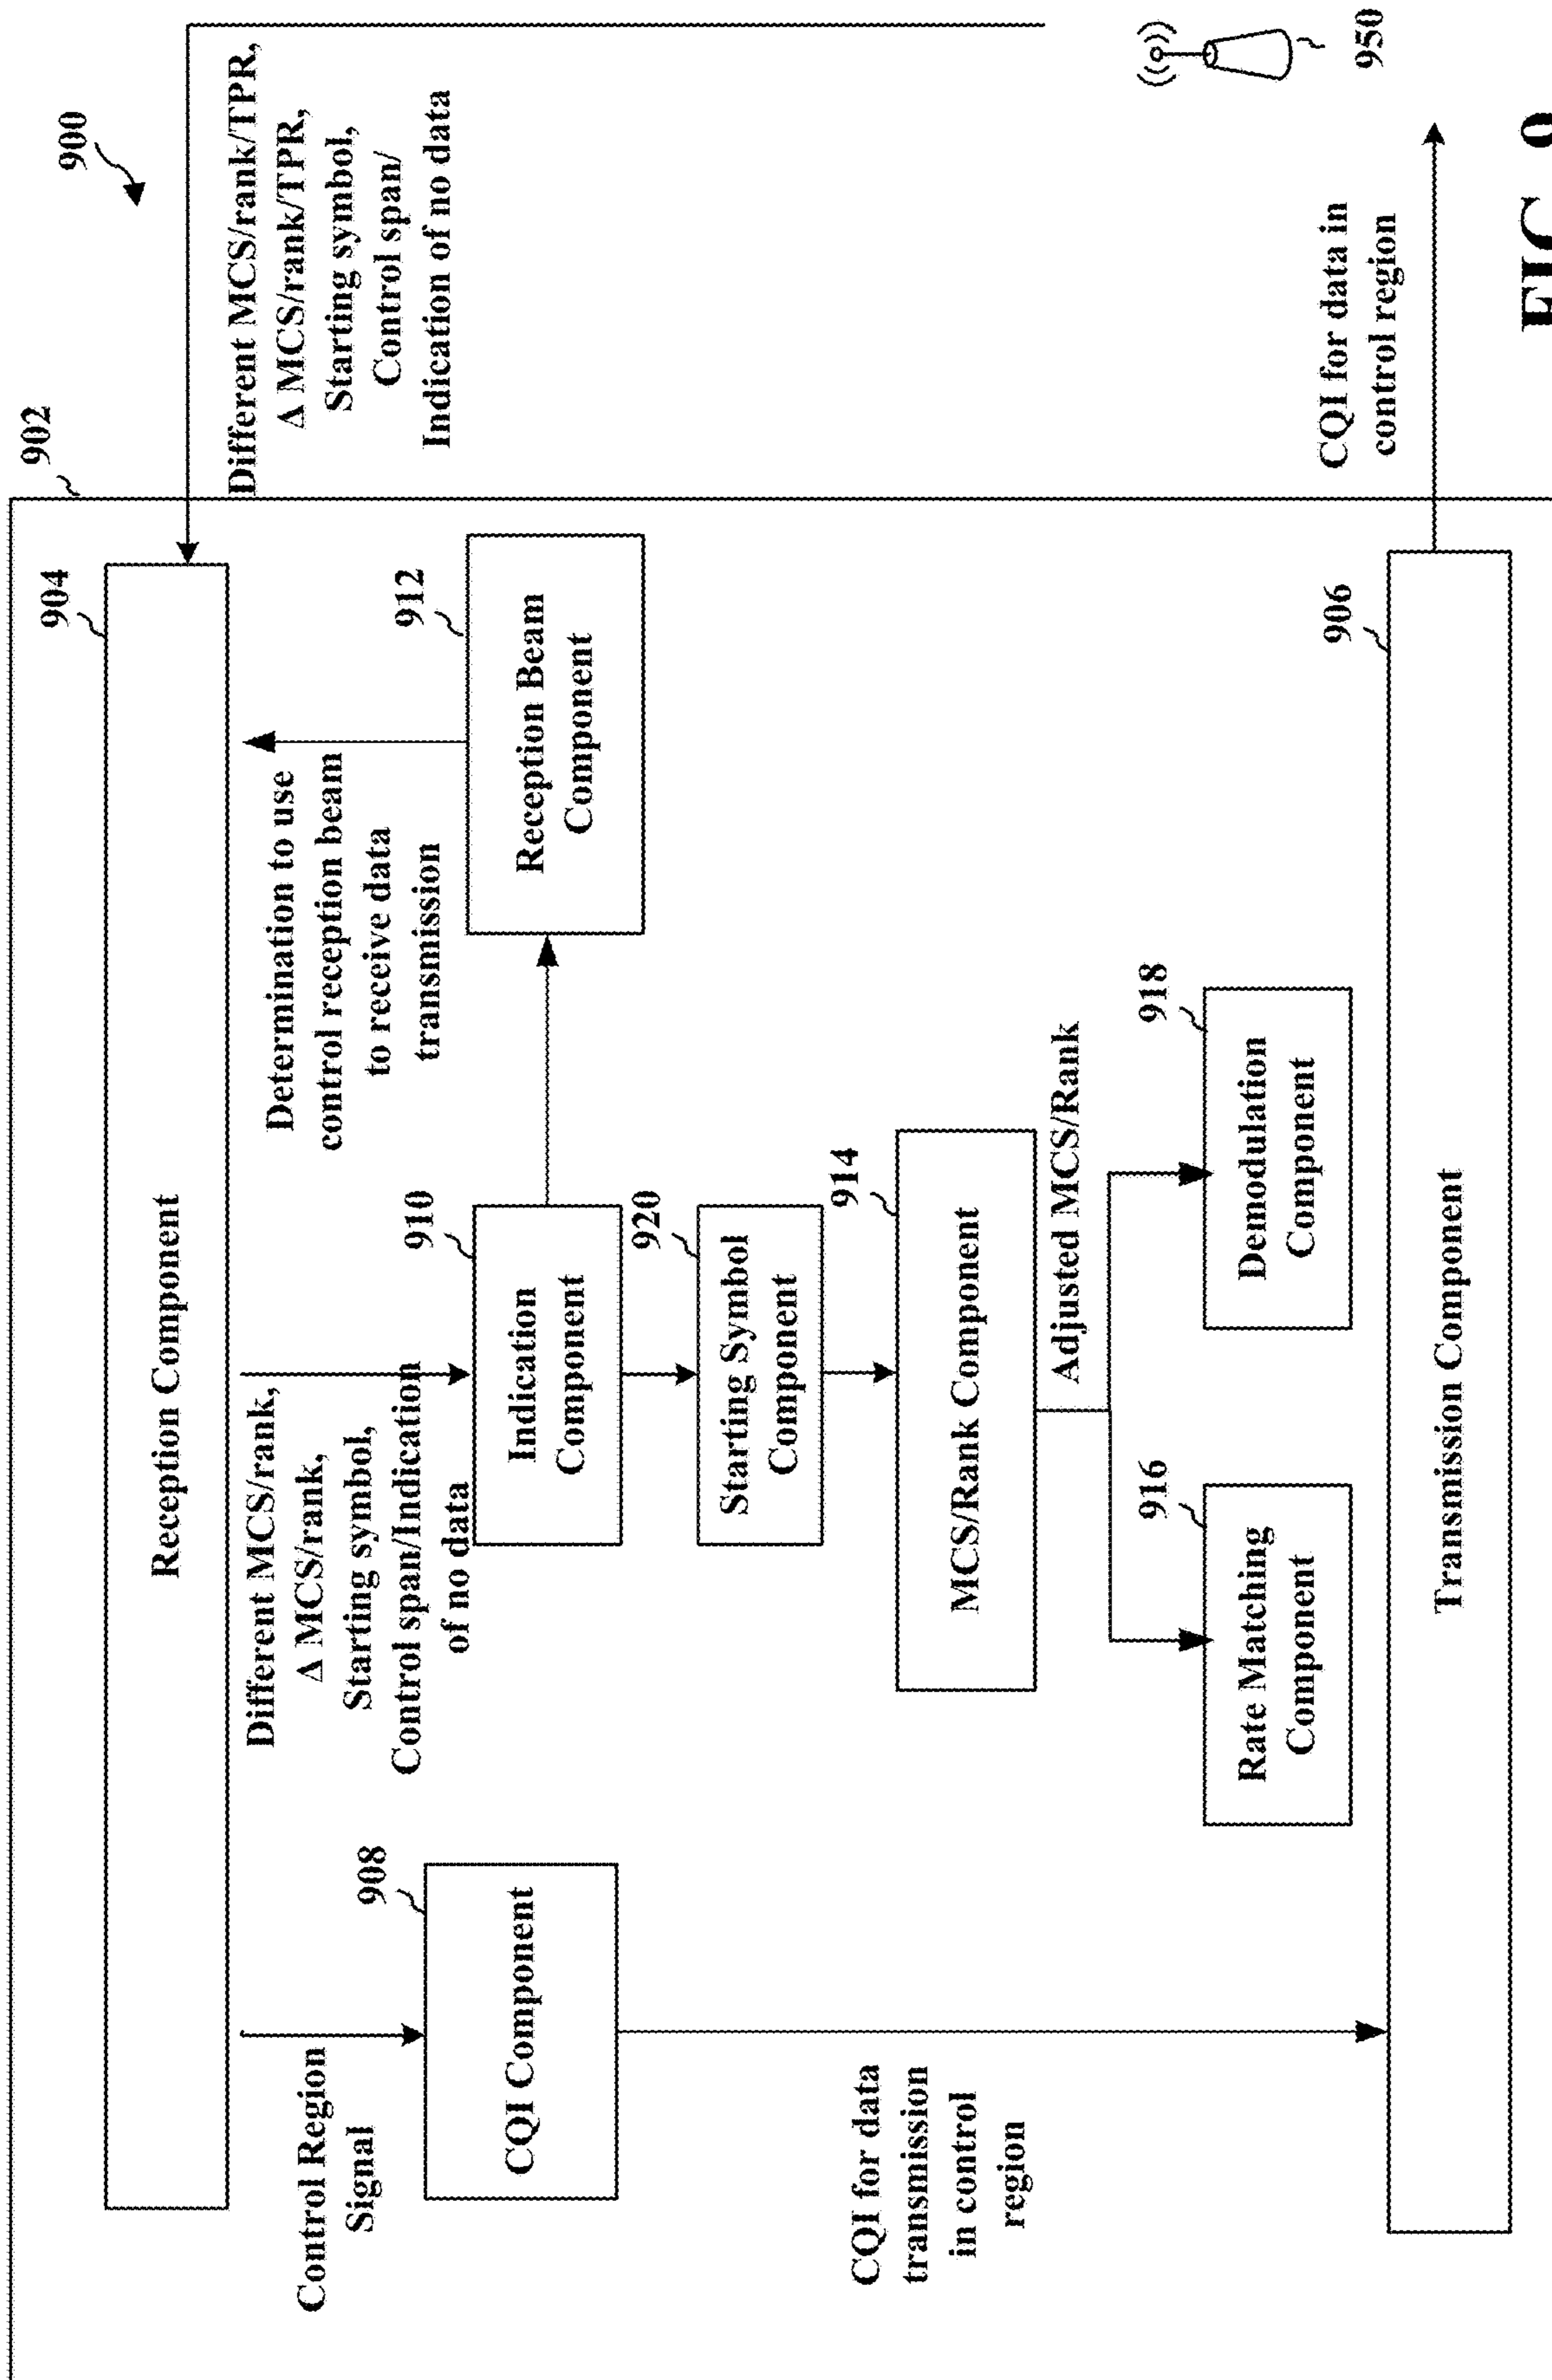 900
902
904
Reception Component
Different MCS/rank/TPR,
Δ MCS/rank/TPR,
Starting symbol,
Control span/
Indication of no data
Control Region
Signal
Different MCS/rank,
Δ MCS/rank,
Starting symbol,
Control span/Indication
of no data
Determination to use
control reception beam
to receive data
transmission
908
CQI Component
910
Indication
Component
912
Reception Beam
Component
920
Starting Symbol
Component
914
MCS/Rank Component
Adjusted MCS/Rank
CQI for data
transmission
in control
region
916
Rate Matching
Component
918
Demodulation
Component
906
Transmission Component
CQI for data in
control region
950